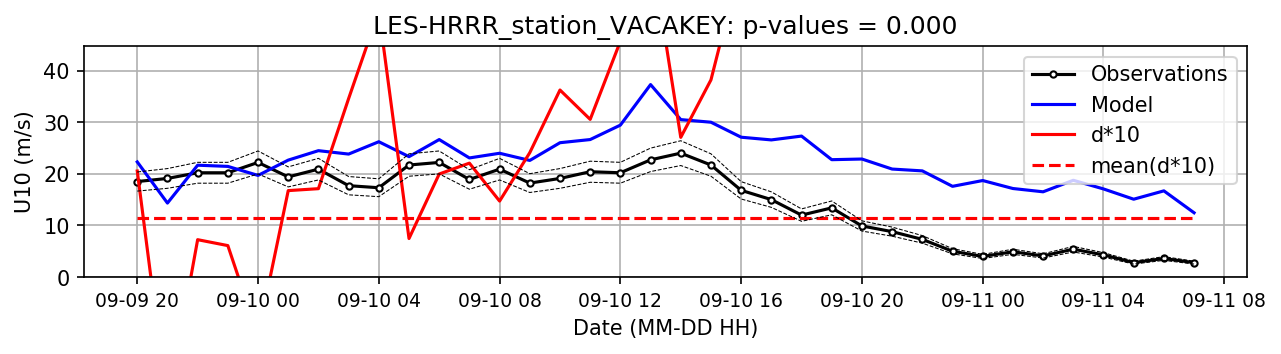 LES-HRRR_station_VACAKEY: p-values = 0.000
U10 (m/s)
40
30
20
10
0
Observations
Model
d*10
mean(d*10)
09-09 20 09-10 00 09-10 04 09-10 08 09-10 12 09-10 16 09-10 20 09-11 00 09-11 04 09-11 08
Date (MM-DD HH)